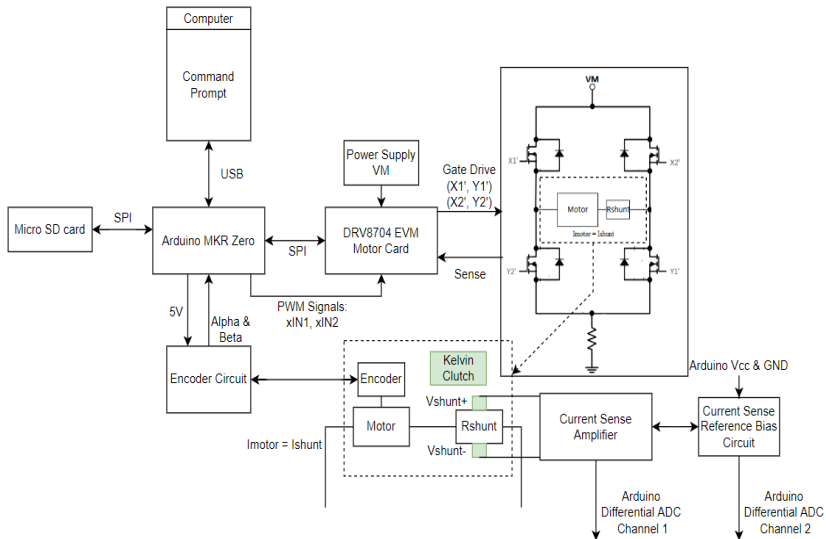 Computer
Command
Prompt
USB
Power Supply
VM
Gate Drive
(X1', Y1')
(X2', Y2')
VM
X1'
X2'
Motor
Rshunt
Imotor = Ishunt
Y2'
Y1'
Micro SD card
SPI
Arduino MKR Zero
SPI
DRV8704 EVM
Motor Card
Sense
5V
Alpha &
Beta
PWM Signals:
xIN1, xIN2
Encoder Circuit
Encoder
Kelvin
Clutch
Vshunt+
Motor
Rshunt
Vshunt-
Imotor = Ishunt
Current Sense
Amplifier
Arduino Vcc & GND
Current Sense
Reference Bias
Circuit
Arduino
Differential ADC
Channel 1
Arduino
Differential ADC
Channel 2